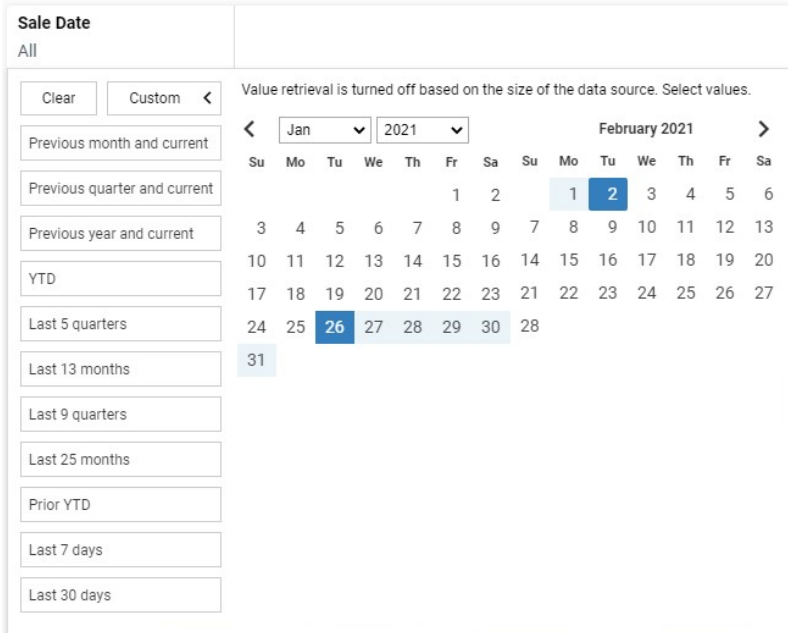 Sale Date
All
Clear
Custom
Previous month and current
Previous quarter and current
Previous year and current
YTD
Last 5 quarters
Last 13 months
Last 9 quarters
Last 25 months
Prior YTD
Last 7 days
Last 30 days
Value retrieval is turned off based on the size of the data source. Select values.
Jan 2021
Su Mo Tu We Th Fr Sa
1 2
3 4 5 6 7 8 9
10 11 12 13 14 15 16
17 18 19 20 21 22 23
24 25 26 27 28 29 30
31
February 2021
Su Mo Tu We Th Fr Sa
1 2 3 4 5 6
7 8 9 10 11 12 13
14 15 16 17 18 19 20
21 22 23 24 25 26 27
28